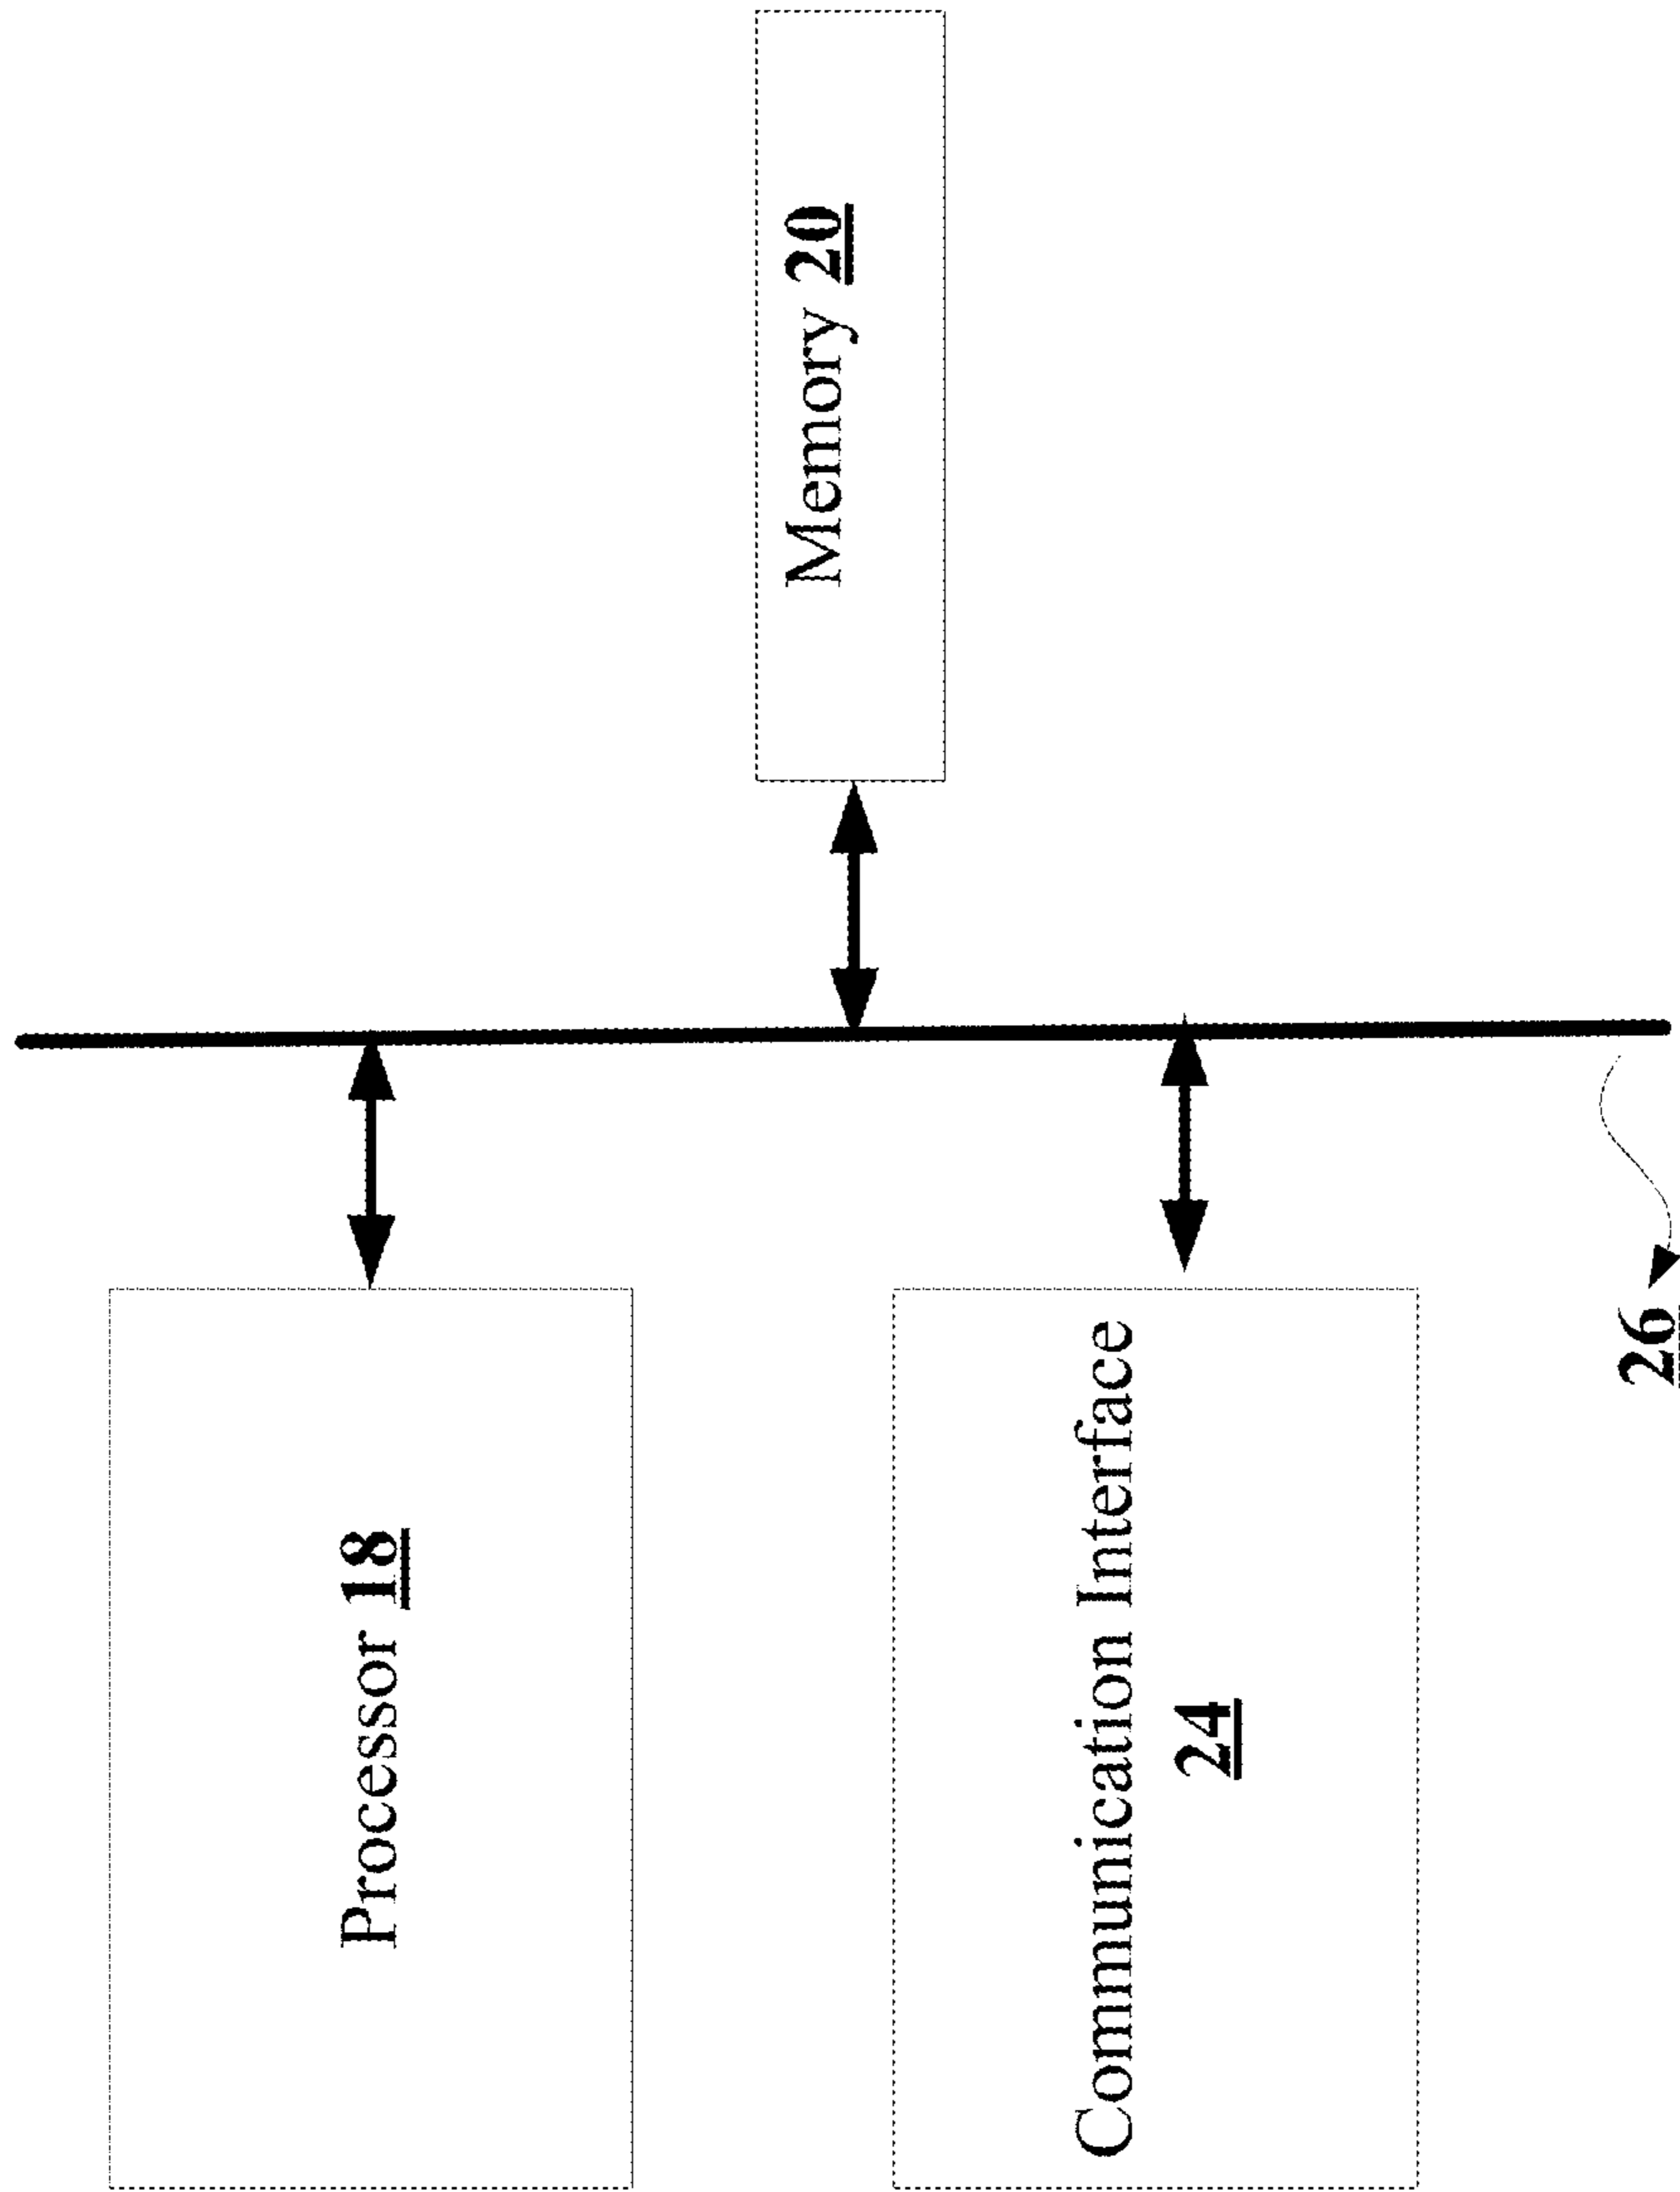 Processor 18
Memory 20
Communication Interface
24
26